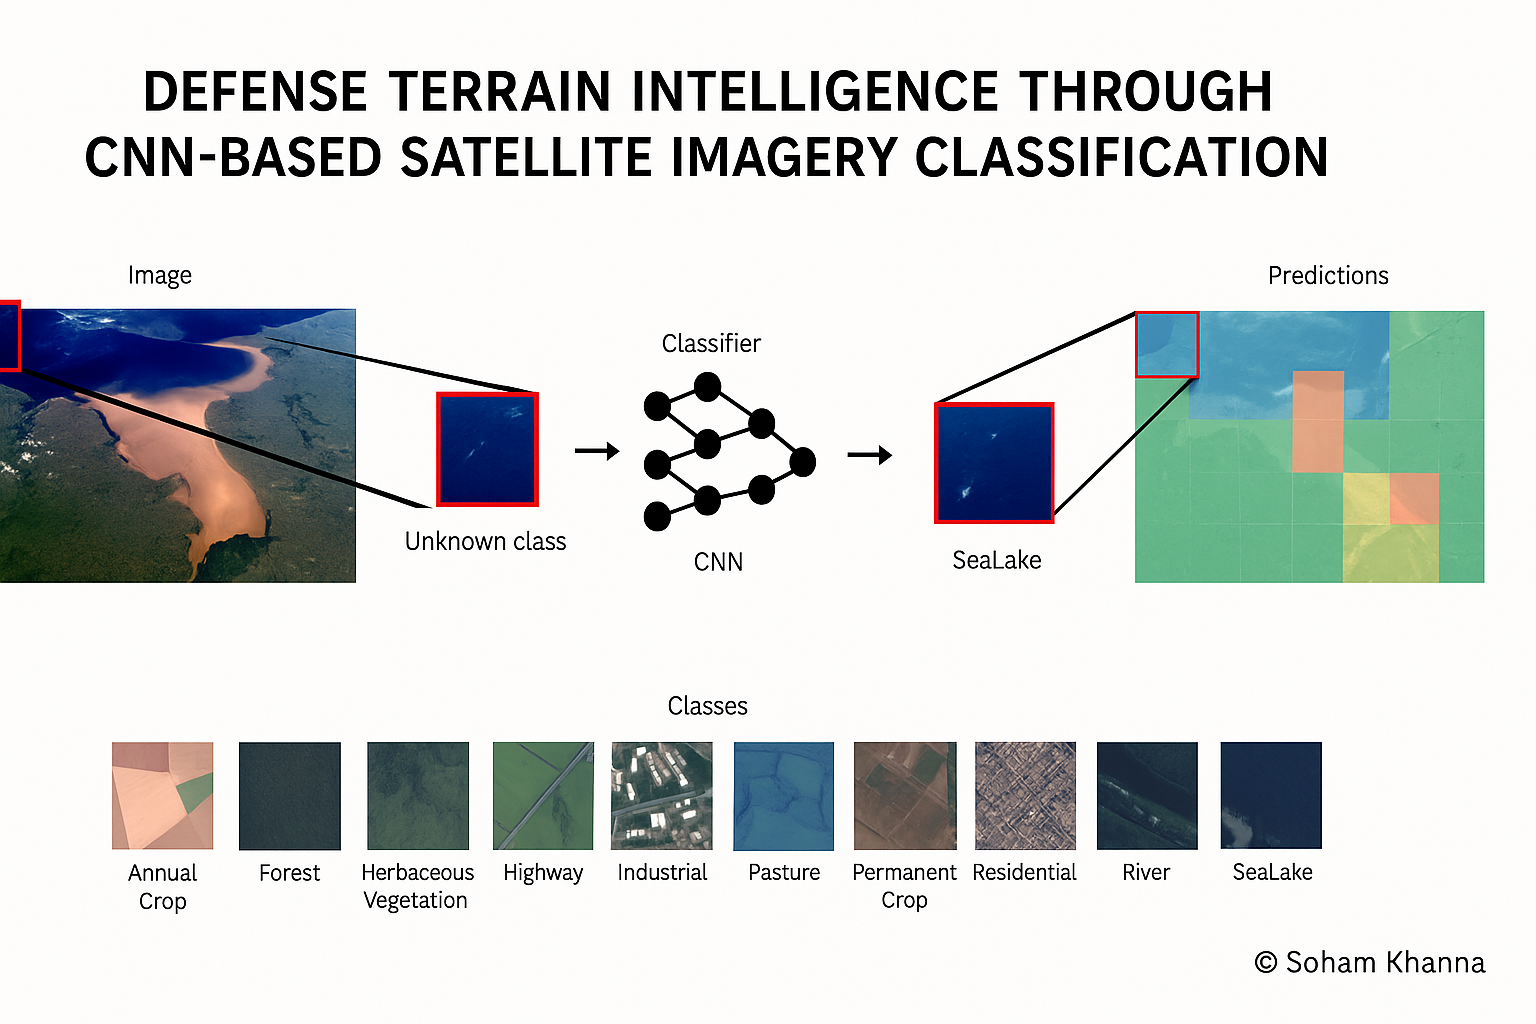 DEFENSE TERRAIN INTELLIGENCE THROUGH
CNN-BASED SATELLITE IMAGERY CLASSIFICATION
Image
Predictions
Classifier
Unknown class
CNN
SeaLake
Classes
Annual
Crop
Forest
Herbaceous
Vegetation
Highway
Industrial
Pasture
Permanent
Crop
Residential
River
SeaLake
© Soham Khanna